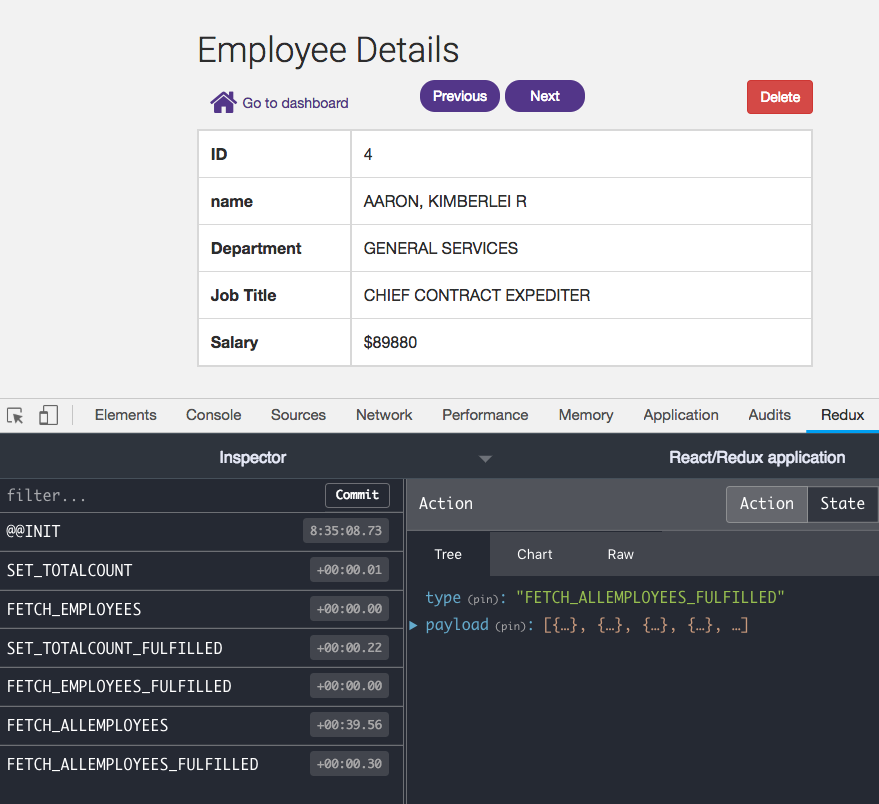 Employee Details
Go to dashboard Previous Next Delete
ID 4
name AARON, KIMBERLEI R
Department GENERAL SERVICES
Job Title CHIEF CONTRACT EXPEDITER
Salary $89880
Elements Console Sources Network Performance Memory Application Audits Redux
Inspector React/Redux application
filter... Commit
@@INIT 8:35:08.73
SET_TOTALCOUNT +00:00.01
FETCH_EMPLOYEES +00:00.00
SET_TOTALCOUNT_FULFILLED +00:00.22
FETCH_EMPLOYEES_FULFILLED +00:00.00
FETCH_ALLEMPLOYEES +00:39.56
FETCH_ALLEMPLOYEES_FULFILLED +00:00.30
Action Action State
Tree Chart Raw
type (pin): "FETCH_ALLEMPLOYEES_FULFILLED"
payload (pin): [{…}, {…}, {…}, {…}, …]